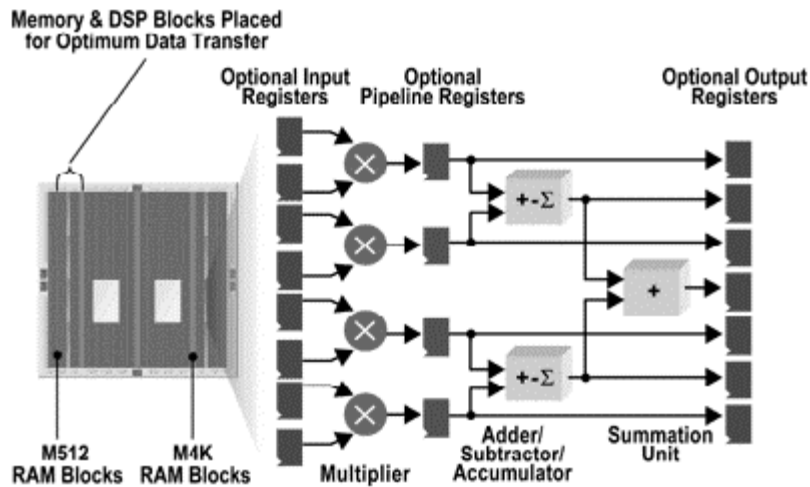 Memory & DSP Blocks Placed
for Optimum Data Transfer
Optional Input
Registers
Optional
Pipeline Registers
Optional Output
Registers
+-Σ
+
+-Σ
M512
RAM Blocks
M4K
RAM Blocks
Multiplier
Adder/
Subtractor/
Accumulator
Summation
Unit